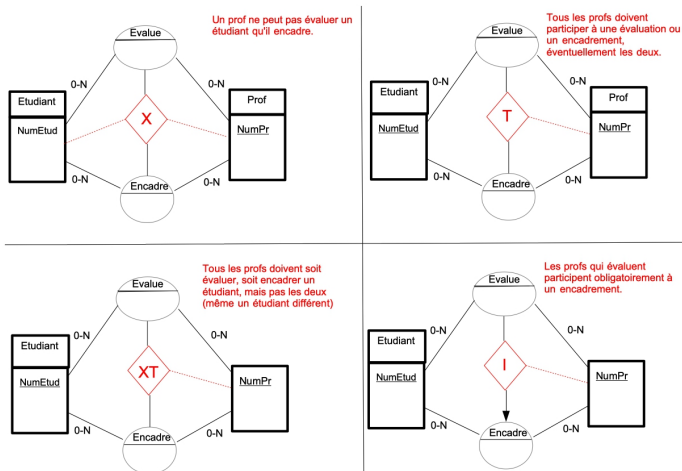 Evalue
Un prof ne peut pas évaluer un
étudiant qu'il encadre.
0-N
0-N
Etudiant
Prof
X
NumEtud
NumPr
0-N
Encadre
0-N
Evalue
Tous les profs doivent
participer à une évaluation ou
un encadrement,
éventuellement les deux.
0-N
0-N
Etudiant
Prof
T
NumEtud
NumPr
0-N
Encadre
0-N
Tous les profs doivent soit
évaluer, soit encadrer un
étudiant, mais pas les deux
(même un étudiant différent)
Evalue
0-N
0-N
Etudiant
XT
NumEtud
NumPr
0-N
Encadre
0-N
Evalue
Les profs qui évaluent
participent obligatoirement à
un encadrement.
0-N
0-N
Etudiant
I
NumEtud
NumPr
0-N
Encadre
0-N